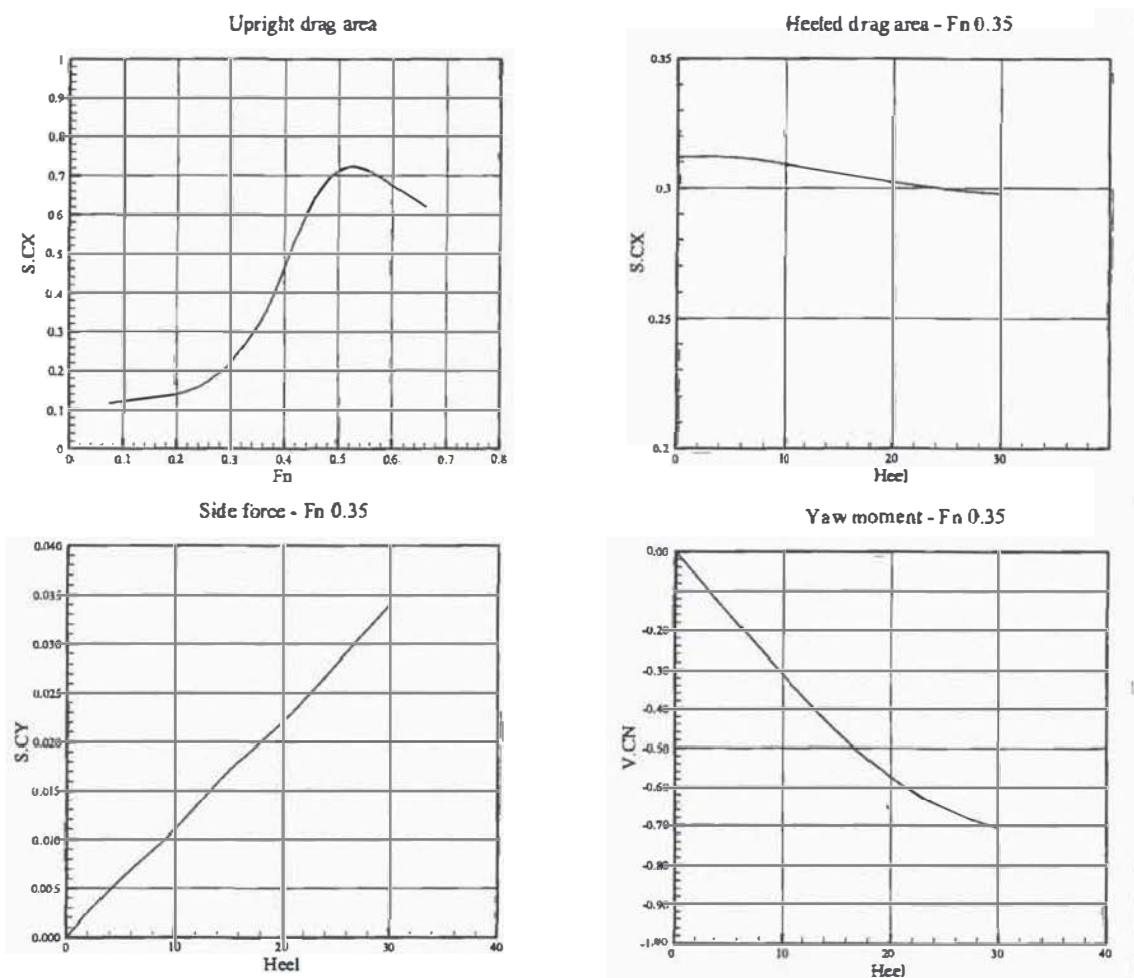 Upright drag area
1
0.9
0.8
0.7
0.6
0.5
0.4
0.3
0.2
0.1
0
S.CX
0 0.1 0.2 0.3 0.4 0.5 0.6 0.7 0.8
Fn
Heeled drag area - Fn 0.35
0.35
0.3
0.25
0.2
S.CX
0 10 20 30
Heel
Side force - Fn 0.35
0.040
0.035
0.030
0.025
0.020
0.015
0.010
0.005
0.000
S.CY
0 10 20 30 40
Heel
Yaw moment - Fn 0.35
0.00
-0.20
-0.30
-0.40
-0.50
-0.60
-0.70
-0.80
-0.90
-1.00
V.CN
0 10 20 30 40
Heel